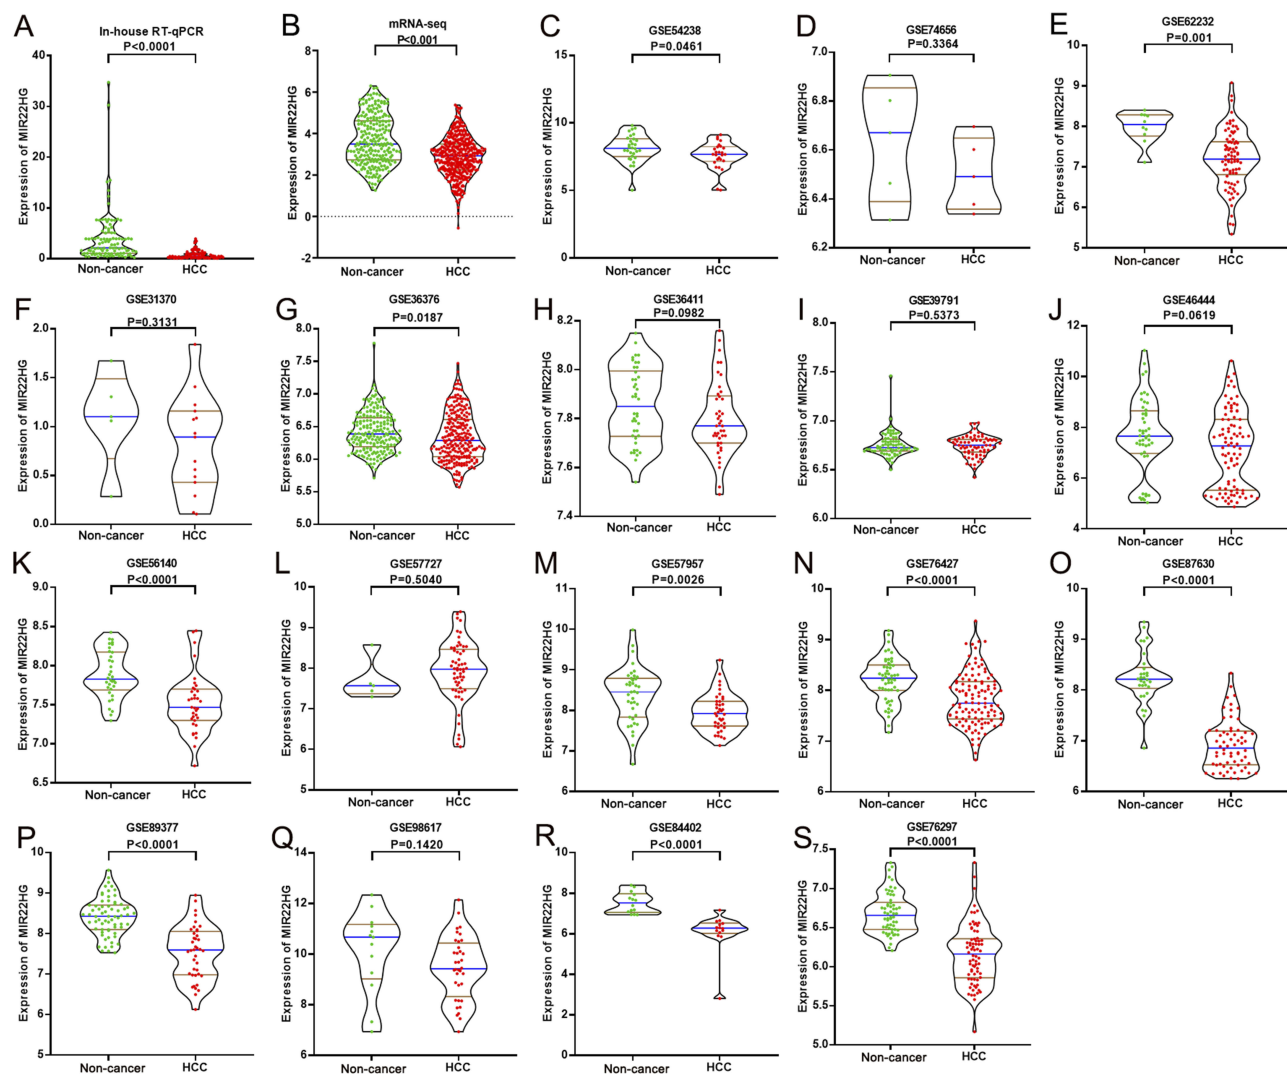 A
In-house RT-qPCR
P<0.0001
Expression of MIR22HG
40
30
20
10
0
Non-cancer
HCC
B
mRNA-seq
P<0.001
Expression of MIR22HG
8
6
4
2
0
-2
Non-cancer
HCC
C
GSE54238
P=0.0461
Expression of MIR22HG
15
10
5
0
Non-cancer
HCC
D
GSE74656
P=0.3364
Expression of MIR22HG
7.0
6.8
6.6
6.4
6.2
Non-cancer
HCC
E
GSE62232
P=0.001
Expression of MIR22HG
10
9
8
7
6
5
Non-cancer
HCC
F
GSE31370
P=0.3131
Expression of MIR22HG
2.0
1.5
1.0
0.5
0.0
Non-cancer
HCC
G
GSE36376
P=0.0187
Expression of MIR22HG
8.0
7.5
7.0
6.5
6.0
5.5
5.0
Non-cancer
HCC
H
GSE36411
P=0.0982
Expression of MIR22HG
8.2
8.0
7.8
7.6
7.4
Non-cancer
HCC
I
GSE39791
P=0.5373
Expression of MIR22HG
8.0
7.5
7.0
6.5
6.0
Non-cancer
HCC
J
GSE46444
P=0.0619
Expression of MIR22HG
12
10
8
6
4
Non-cancer
HCC
K
GSE56140
P<0.0001
Expression of MIR22HG
9.0
8.5
8.0
7.5
7.0
6.5
Non-cancer
HCC
L
GSE57727
P=0.5040
Expression of MIR22HG
10
9
8
7
6
5
Non-cancer
HCC
M
GSE57957
P=0.0026
Expression of MIR22HG
11
10
9
8
7
6
Non-cancer
HCC
N
GSE76427
P<0.0001
Expression of MIR22HG
10
9
8
7
6
Non-cancer
HCC
O
GSE87630
P<0.0001
Expression of MIR22HG
10
9
8
7
6
Non-cancer
HCC
P
GSE89377
P<0.0001
Expression of MIR22HG
10
9
8
7
6
5
Non-cancer
HCC
Q
GSE98617
P=0.1420
Expression of MIR22HG
14
12
10
8
6
Non-cancer
HCC
R
GSE84402
P<0.0001
Expression of MIR22HG
10
8
6
4
2
0
Non-cancer
HCC
S
GSE76297
P<0.0001
Expression of MIR22HG
7.5
7.0
6.5
6.0
5.5
5.0
Non-cancer
HCC